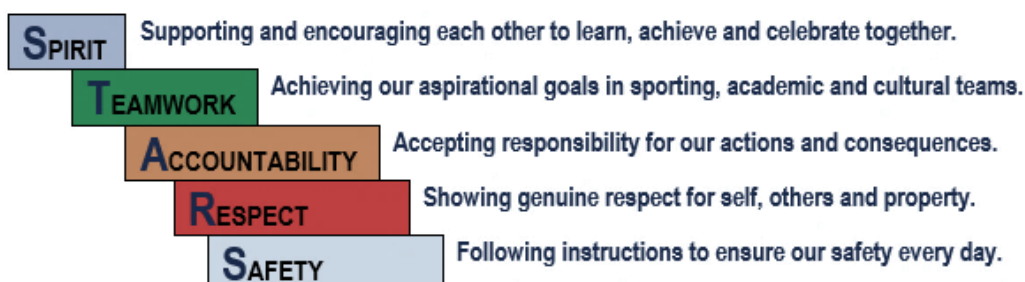 SPIRIT Supporting and encouraging each other to learn, achieve and celebrate together.
TEAMWORK Achieving our aspirational goals in sporting, academic and cultural teams.
ACCOUNTABILITY Accepting responsibility for our actions and consequences.
RESPECT Showing genuine respect for self, others and property.
SAFETY Following instructions to ensure our safety every day.